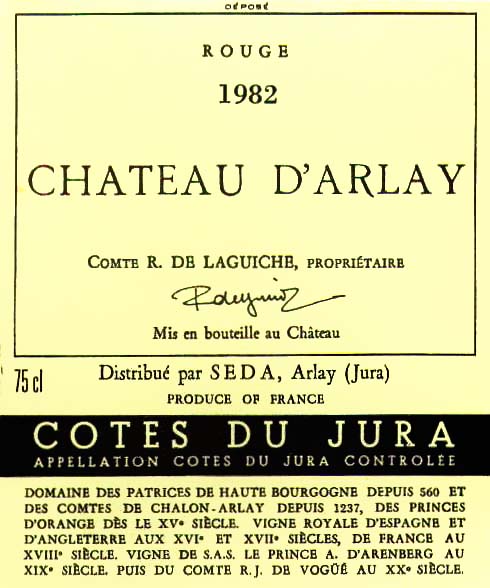 DÉPOSÉ
ROUGE
1982
CHATEAU D'ARLAY
COMTE R. DE LAGUICHE, PROPRIÉTAIRE
Mis en bouteille au Château
75 cl
Distribué par SEDA, Arlay (Jura)
PRODUCE OF FRANCE
COTES DU JURA
APPELLATION COTES DU JURA CONTROLÉE
DOMAINE DES PATRICES DE HAUTE BOURGOGNE DEPUIS 560 ET
DES COMTES DE CHALON-ARLAY DEPUIS 1237, DES PRINCES
D'ORANGE DÈS LE XVe SIÈCLE. VIGNE ROYALE D'ESPAGNE ET
D'ANGLETERRE AUX XVIe ET XVIIe SIÈCLES, DE FRANCE AU
XVIIIe SIÈCLE. VIGNE DE S.A.S. LE PRINCE A. D'ARENBERG AU
XIXe SIÈCLE. PUIS DU COMTE R.J. DE VOGÜÉ AU XXe SIÈCLE.